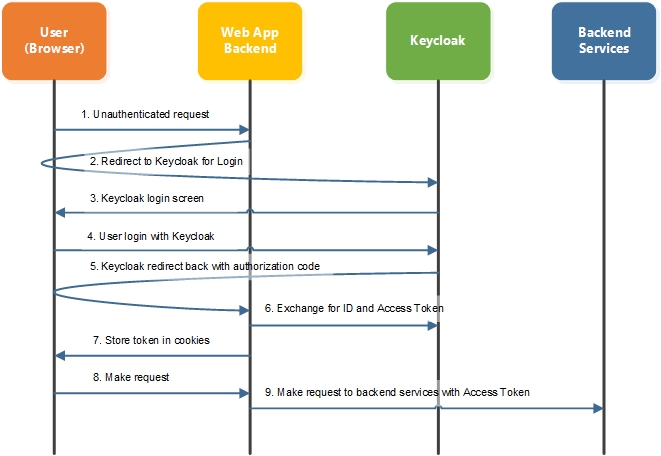 User
(Browser)
Web App
Backend
Keycloak
Backend
Services
1. Unauthenticated request
2. Redirect to Keycloak for Login
3. Keycloak login screen
4. User login with Keycloak
5. Keycloak redirect back with authorization code
6. Exchange for ID and Access Token
7. Store token in cookies
8. Make request
9. Make request to backend services with Access Token